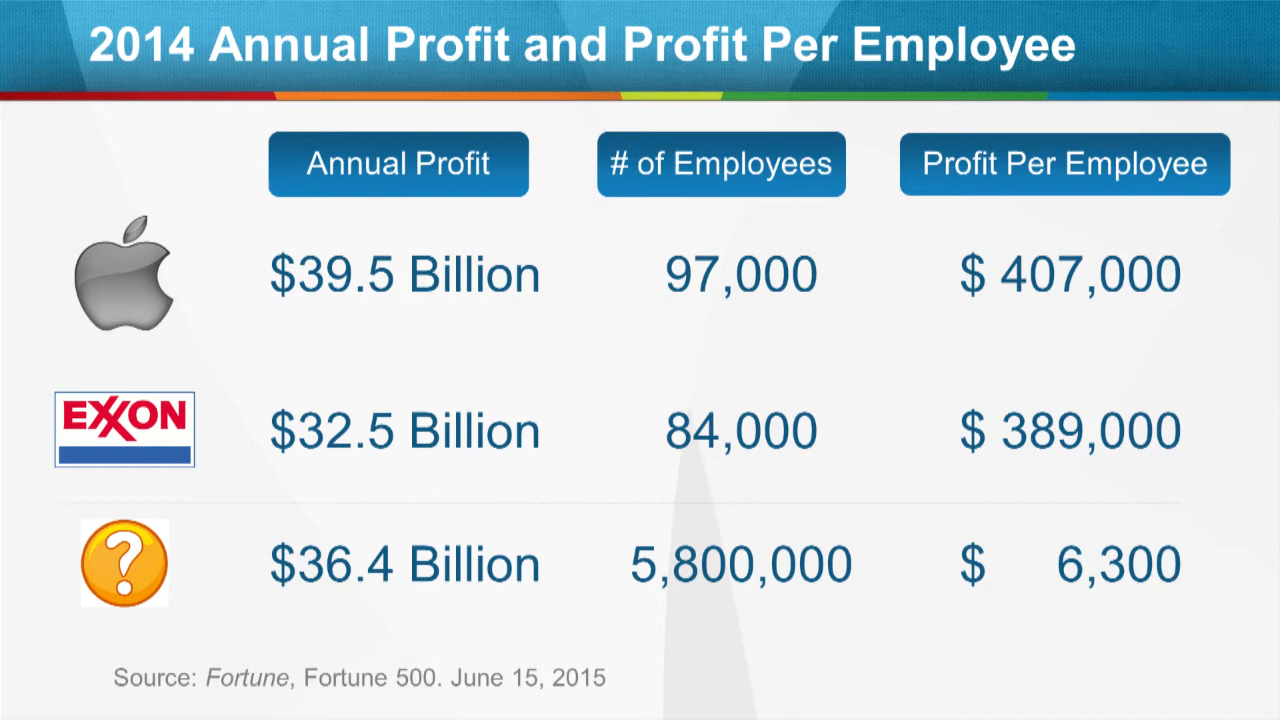 2014 Annual Profit and Profit Per Employee
Annual Profit # of Employees Profit Per Employee
$39.5 Billion 97,000 $ 407,000
EXXON
$32.5 Billion 84,000 $ 389,000
? $36.4 Billion 5,800,000 $ 6,300
Source: Fortune, Fortune 500. June 15, 2015